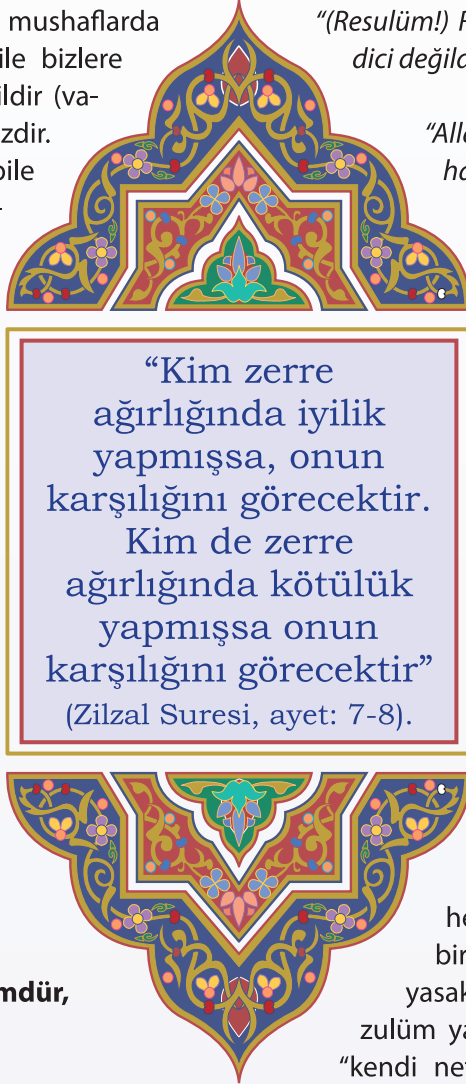 mushaflarda
ile bizlere
ildir (va-
zdir.
bile
“(Resulüm!)
dici değild
“Alla
ha
“Kim zerre
ağırlığında iyilik
yapmışsa, onun
karşılığını görecektir.
Kim de zerre
ağırlığında kötülük
yapmışsa onun
karşılığını görecektir”
(Zilzal Suresi, ayet: 7-8).
mdür,
he
bir
yasak
zulüm ya
“kendi nef